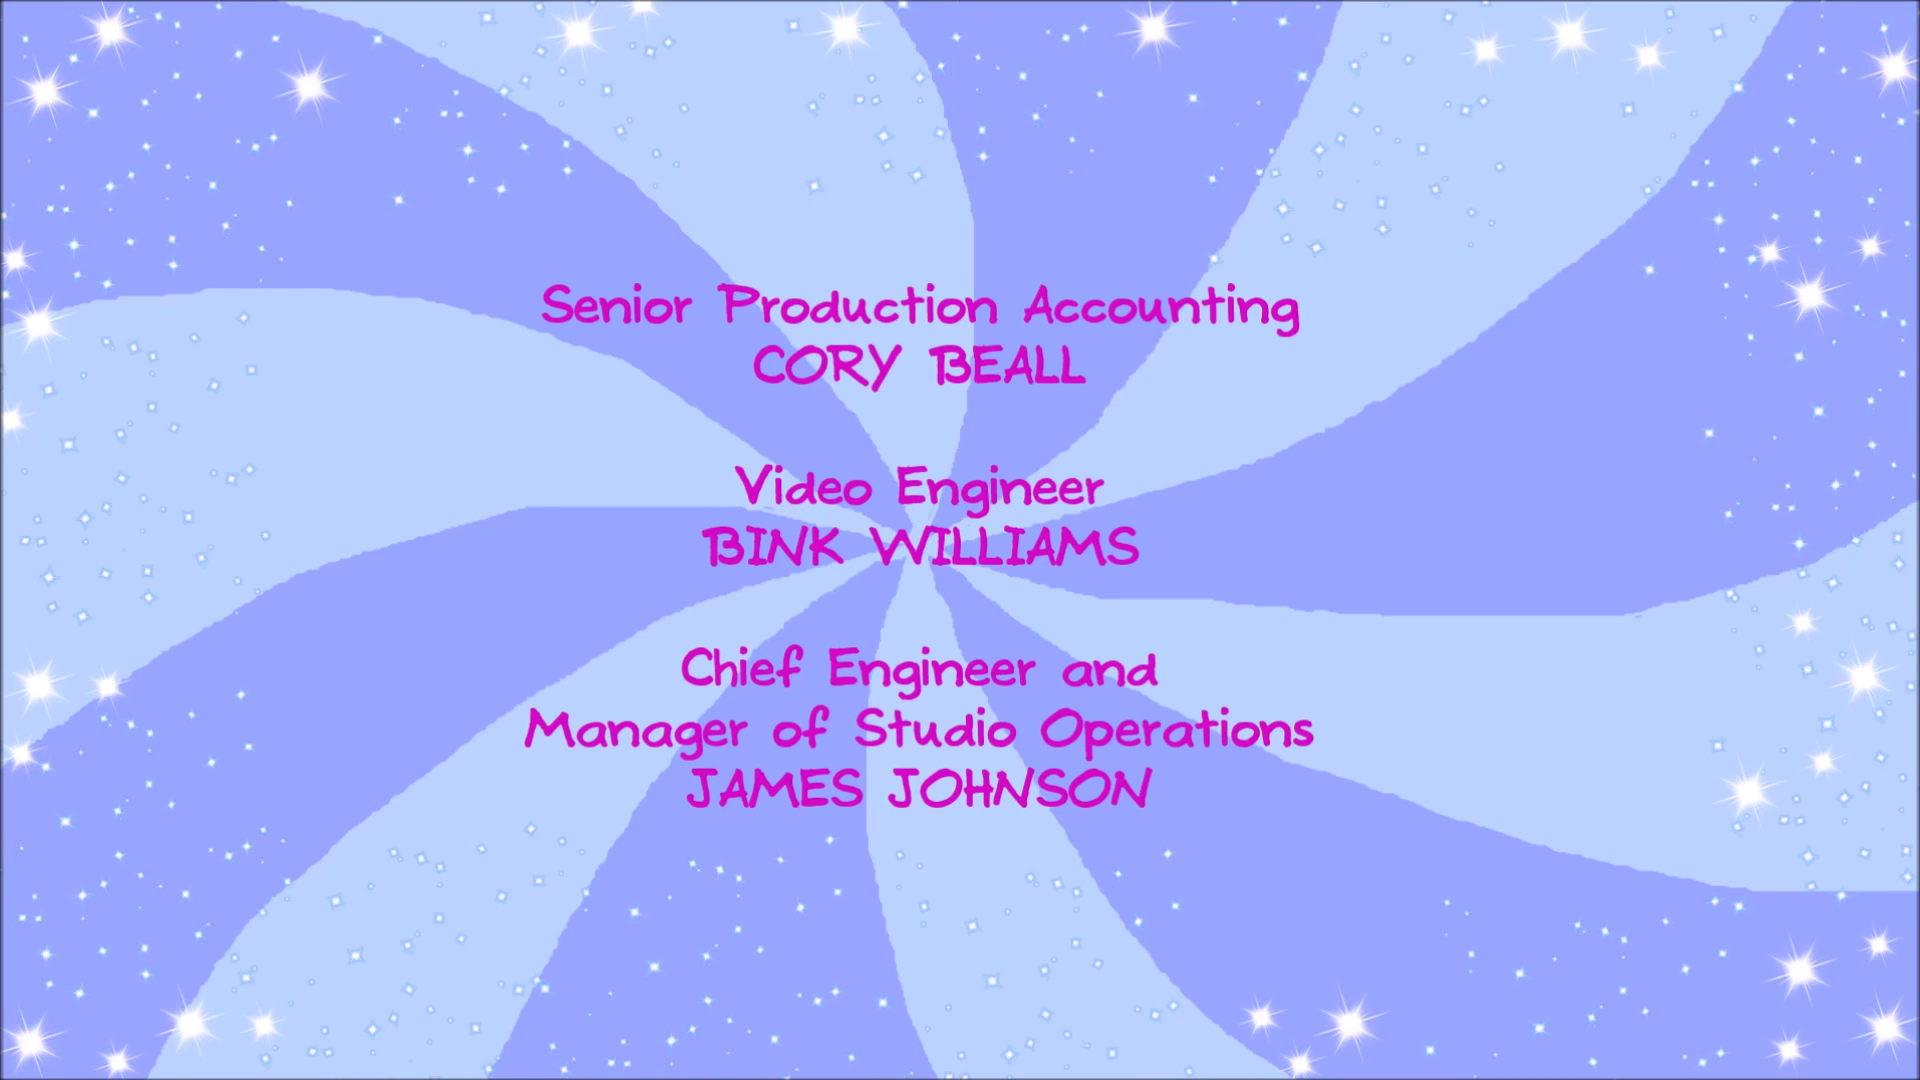 Senior Production Accounting
CORY BEALL
Video Engineer
BINK WILLIAMS
Chief Engineer and
Manager of Studio Operations
JAMES JOHNSON